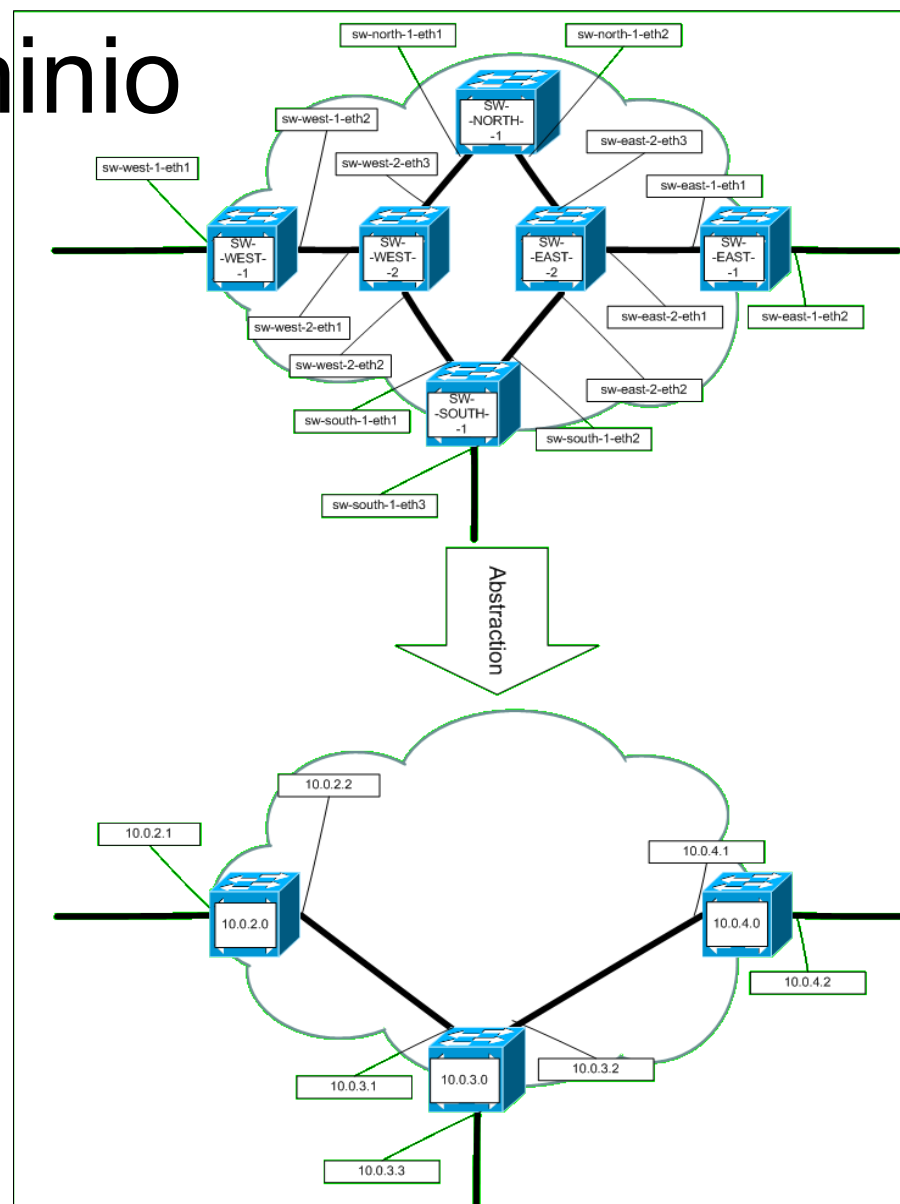 inio
sw-north-1-eth1
sw-north-1-eth2
SW-
-NORTH-
-1
sw-west-1-eth2
sw-west-2-eth3
sw-east-2-eth3
sw-west-1-eth1
sw-east-1-eth1
SW-
-WEST-
-1
SW-
-WEST-
-2
SW-
-EAST-
-2
SW-
-EAST-
-1
sw-west-2-eth1
sw-east-2-eth1
sw-east-1-eth2
sw-west-2-eth2
sw-east-2-eth2
SW-
-SOUTH-
-1
sw-south-1-eth1
sw-south-1-eth2
sw-south-1-eth3
Abstraction
10.0.2.2
10.0.2.1
10.0.4.1
10.0.2.0
10.0.4.0
10.0.4.2
10.0.3.1
10.0.3.0
10.0.3.2
10.0.3.3